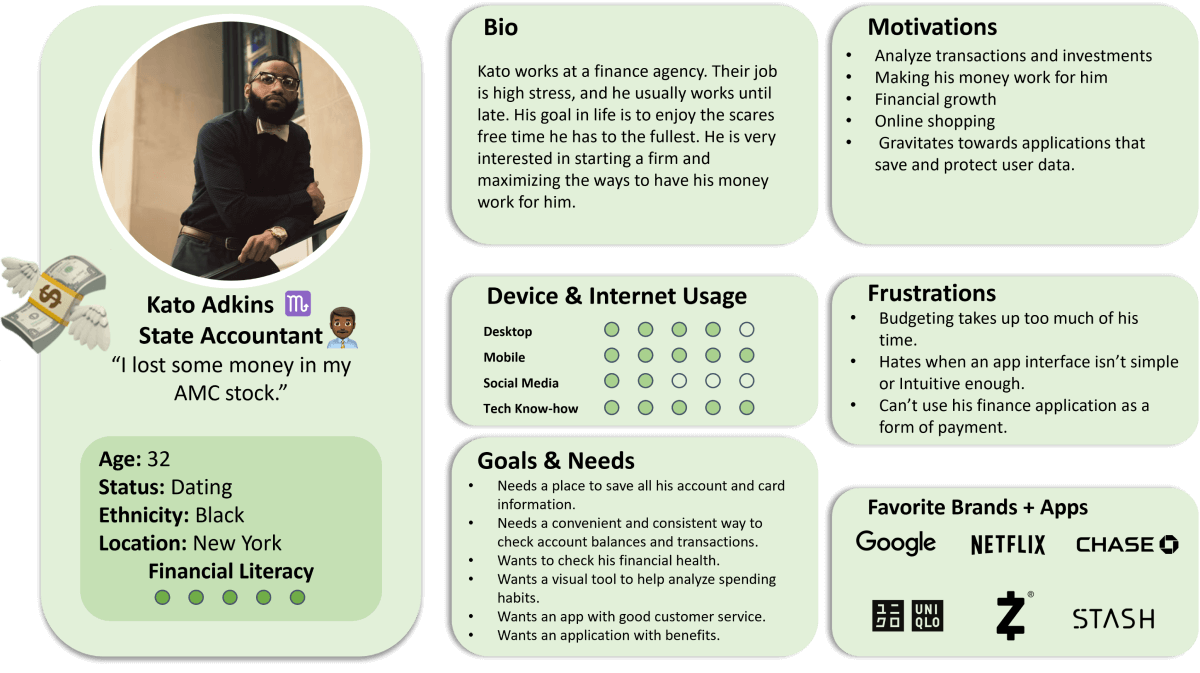 Kato Adkins ♏
State Accountant
“I lost some money in my
AMC stock.”
Age: 32
Status: Dating
Ethnicity: Black
Location: New York
Financial Literacy
Bio
Kato works at a finance agency. Their job
is high stress, and he usually works until
late. His goal in life is to enjoy the scares
free time he has to the fullest. He is very
interested in starting a firm and
maximizing the ways to have his money
work for him.
Device & Internet Usage
Desktop
Mobile
Social Media
Tech Know-how
Goals & Needs
• Needs a place to save all his account and card
information.
• Needs a convenient and consistent way to
check account balances and transactions.
• Wants to check his financial health.
• Wants a visual tool to help analyze spending
habits.
• Wants an app with good customer service.
• Wants an application with benefits.
Motivations
• Analyze transactions and investments
• Making his money work for him
• Financial growth
• Online shopping
• Gravitates towards applications that
save and protect user data.
Frustrations
• Budgeting takes up too much of his
time.
• Hates when an app interface isn’t simple
or Intuitive enough.
• Can’t use his finance application as a
form of payment.
Favorite Brands + Apps
Google NETFLIX CHASE
ユニ UNI
クロ QLO
Z®
STASH